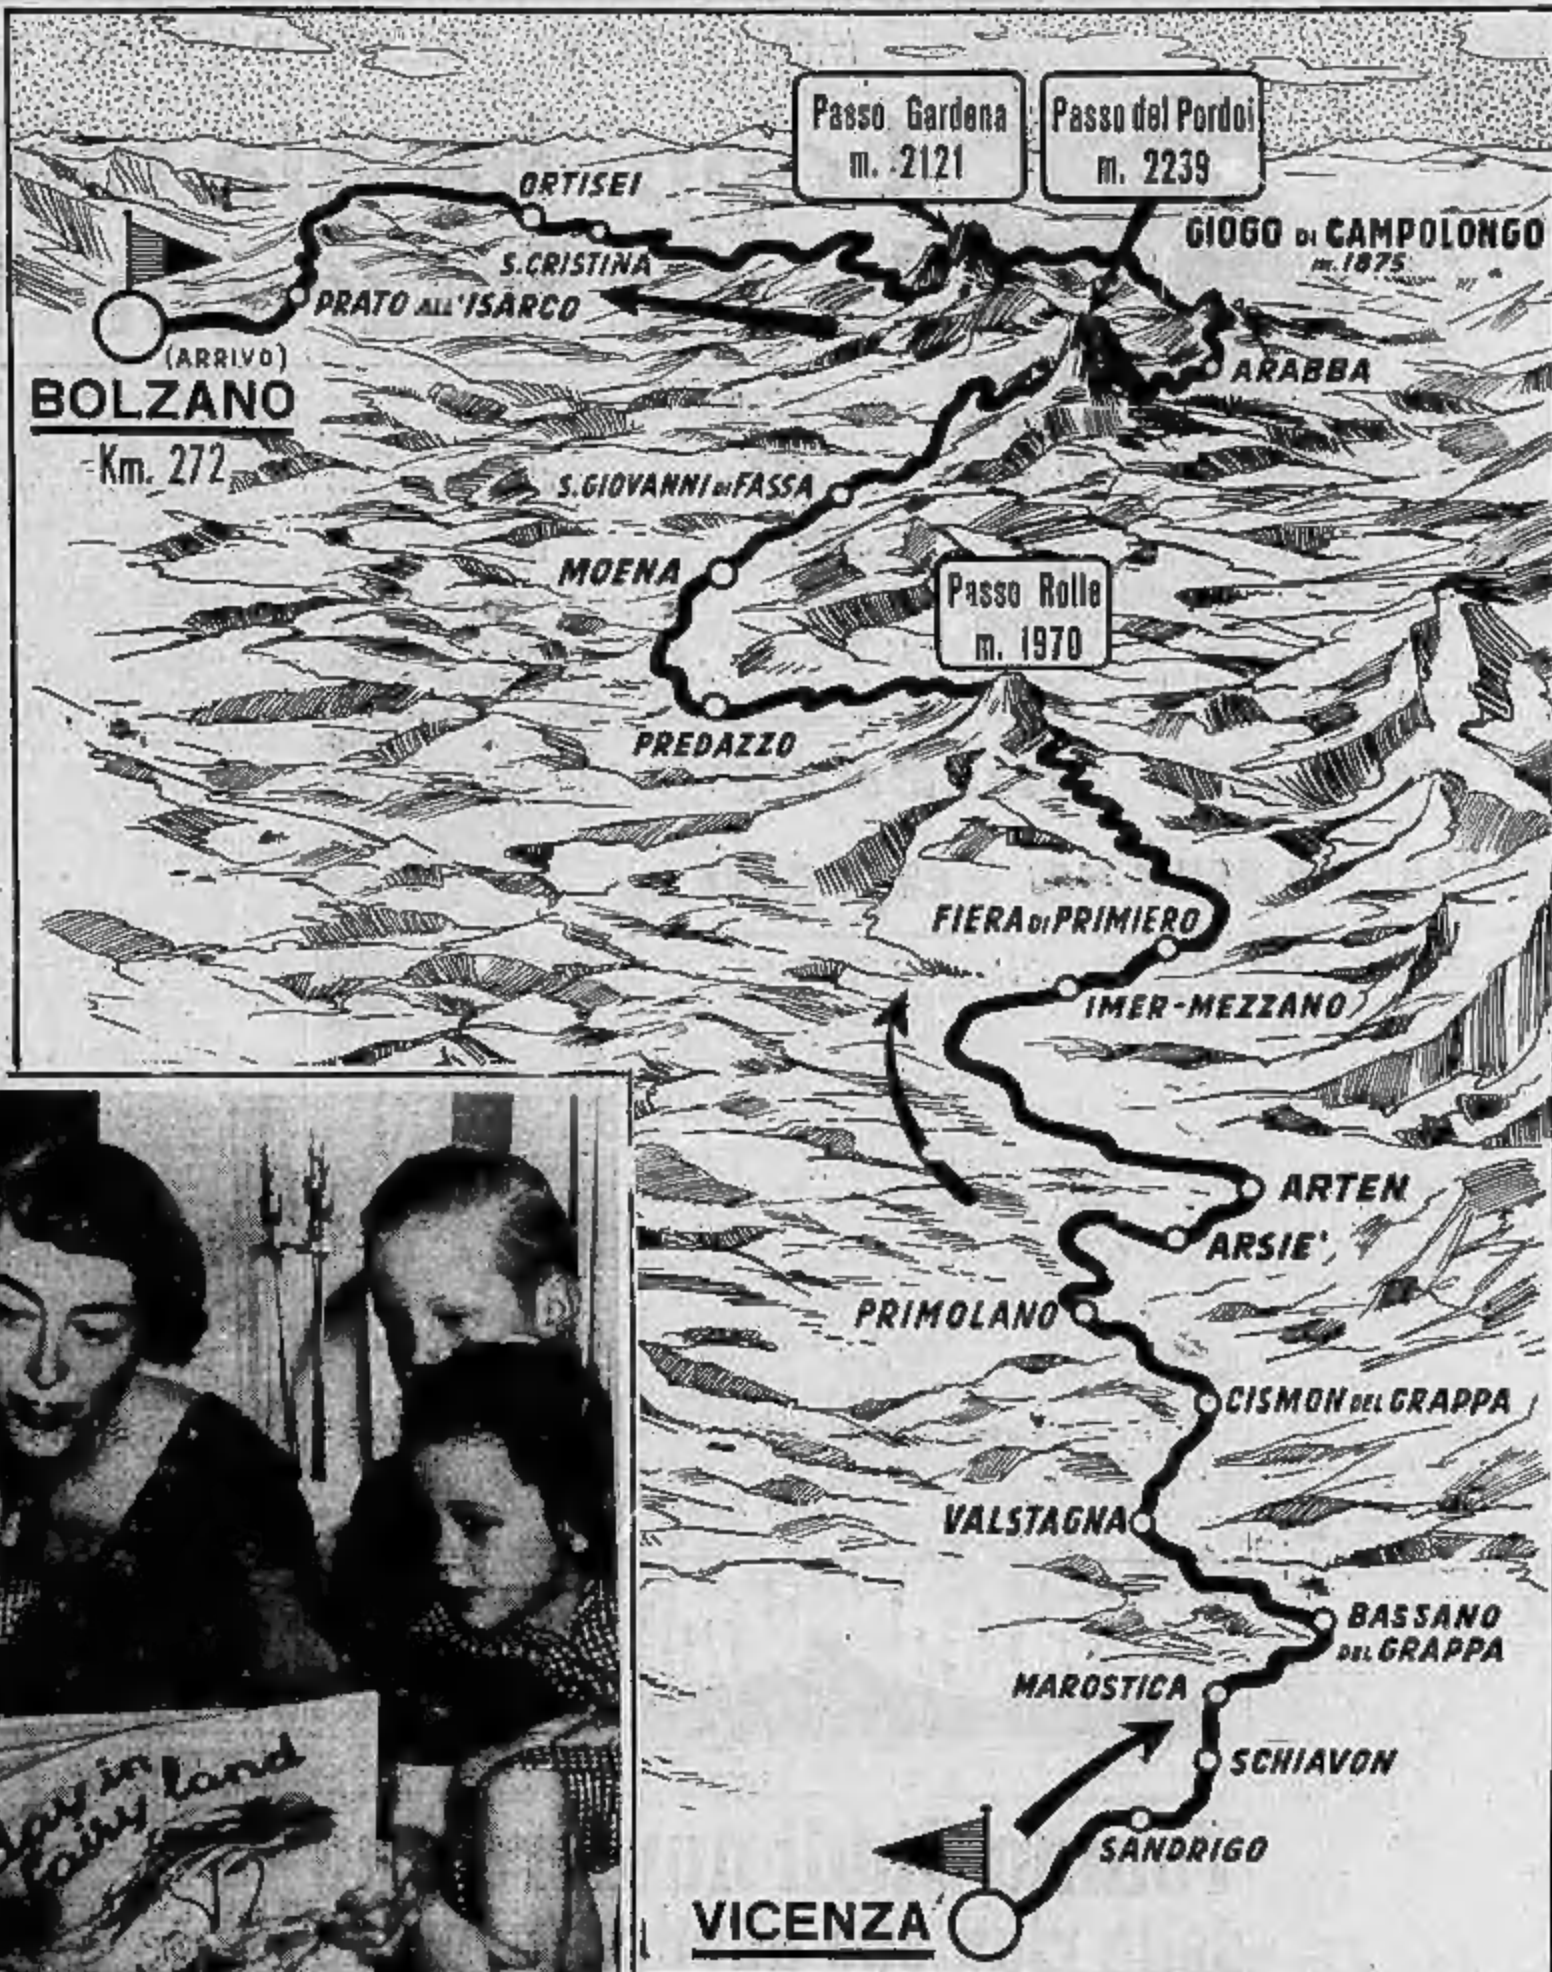 Passo Gardena
m. 2121
Passo del Pordoi
m. 2239
GIOGO DI CAMPOLONGO
m. 1875
ORTISEI
S. CRISTINA
PRATO ALL'ISARCO
(ARRIVO)
BOLZANO
Km. 272
ARABBA
S. GIOVANNI DI FASSA
MOENA
Passo Rolle
m. 1970
PREDAZZO
FIERA DI PRIMIERO
IMER-MEZZANO
ARTEN
ARSIE'
PRIMOLANO
CISMON DEL GRAPPA
VALSTAGNA
BASSANO
DEL GRAPPA
MAROSTICA
SCHIAVON
SANDRIGO
VICENZA
in
fairy land